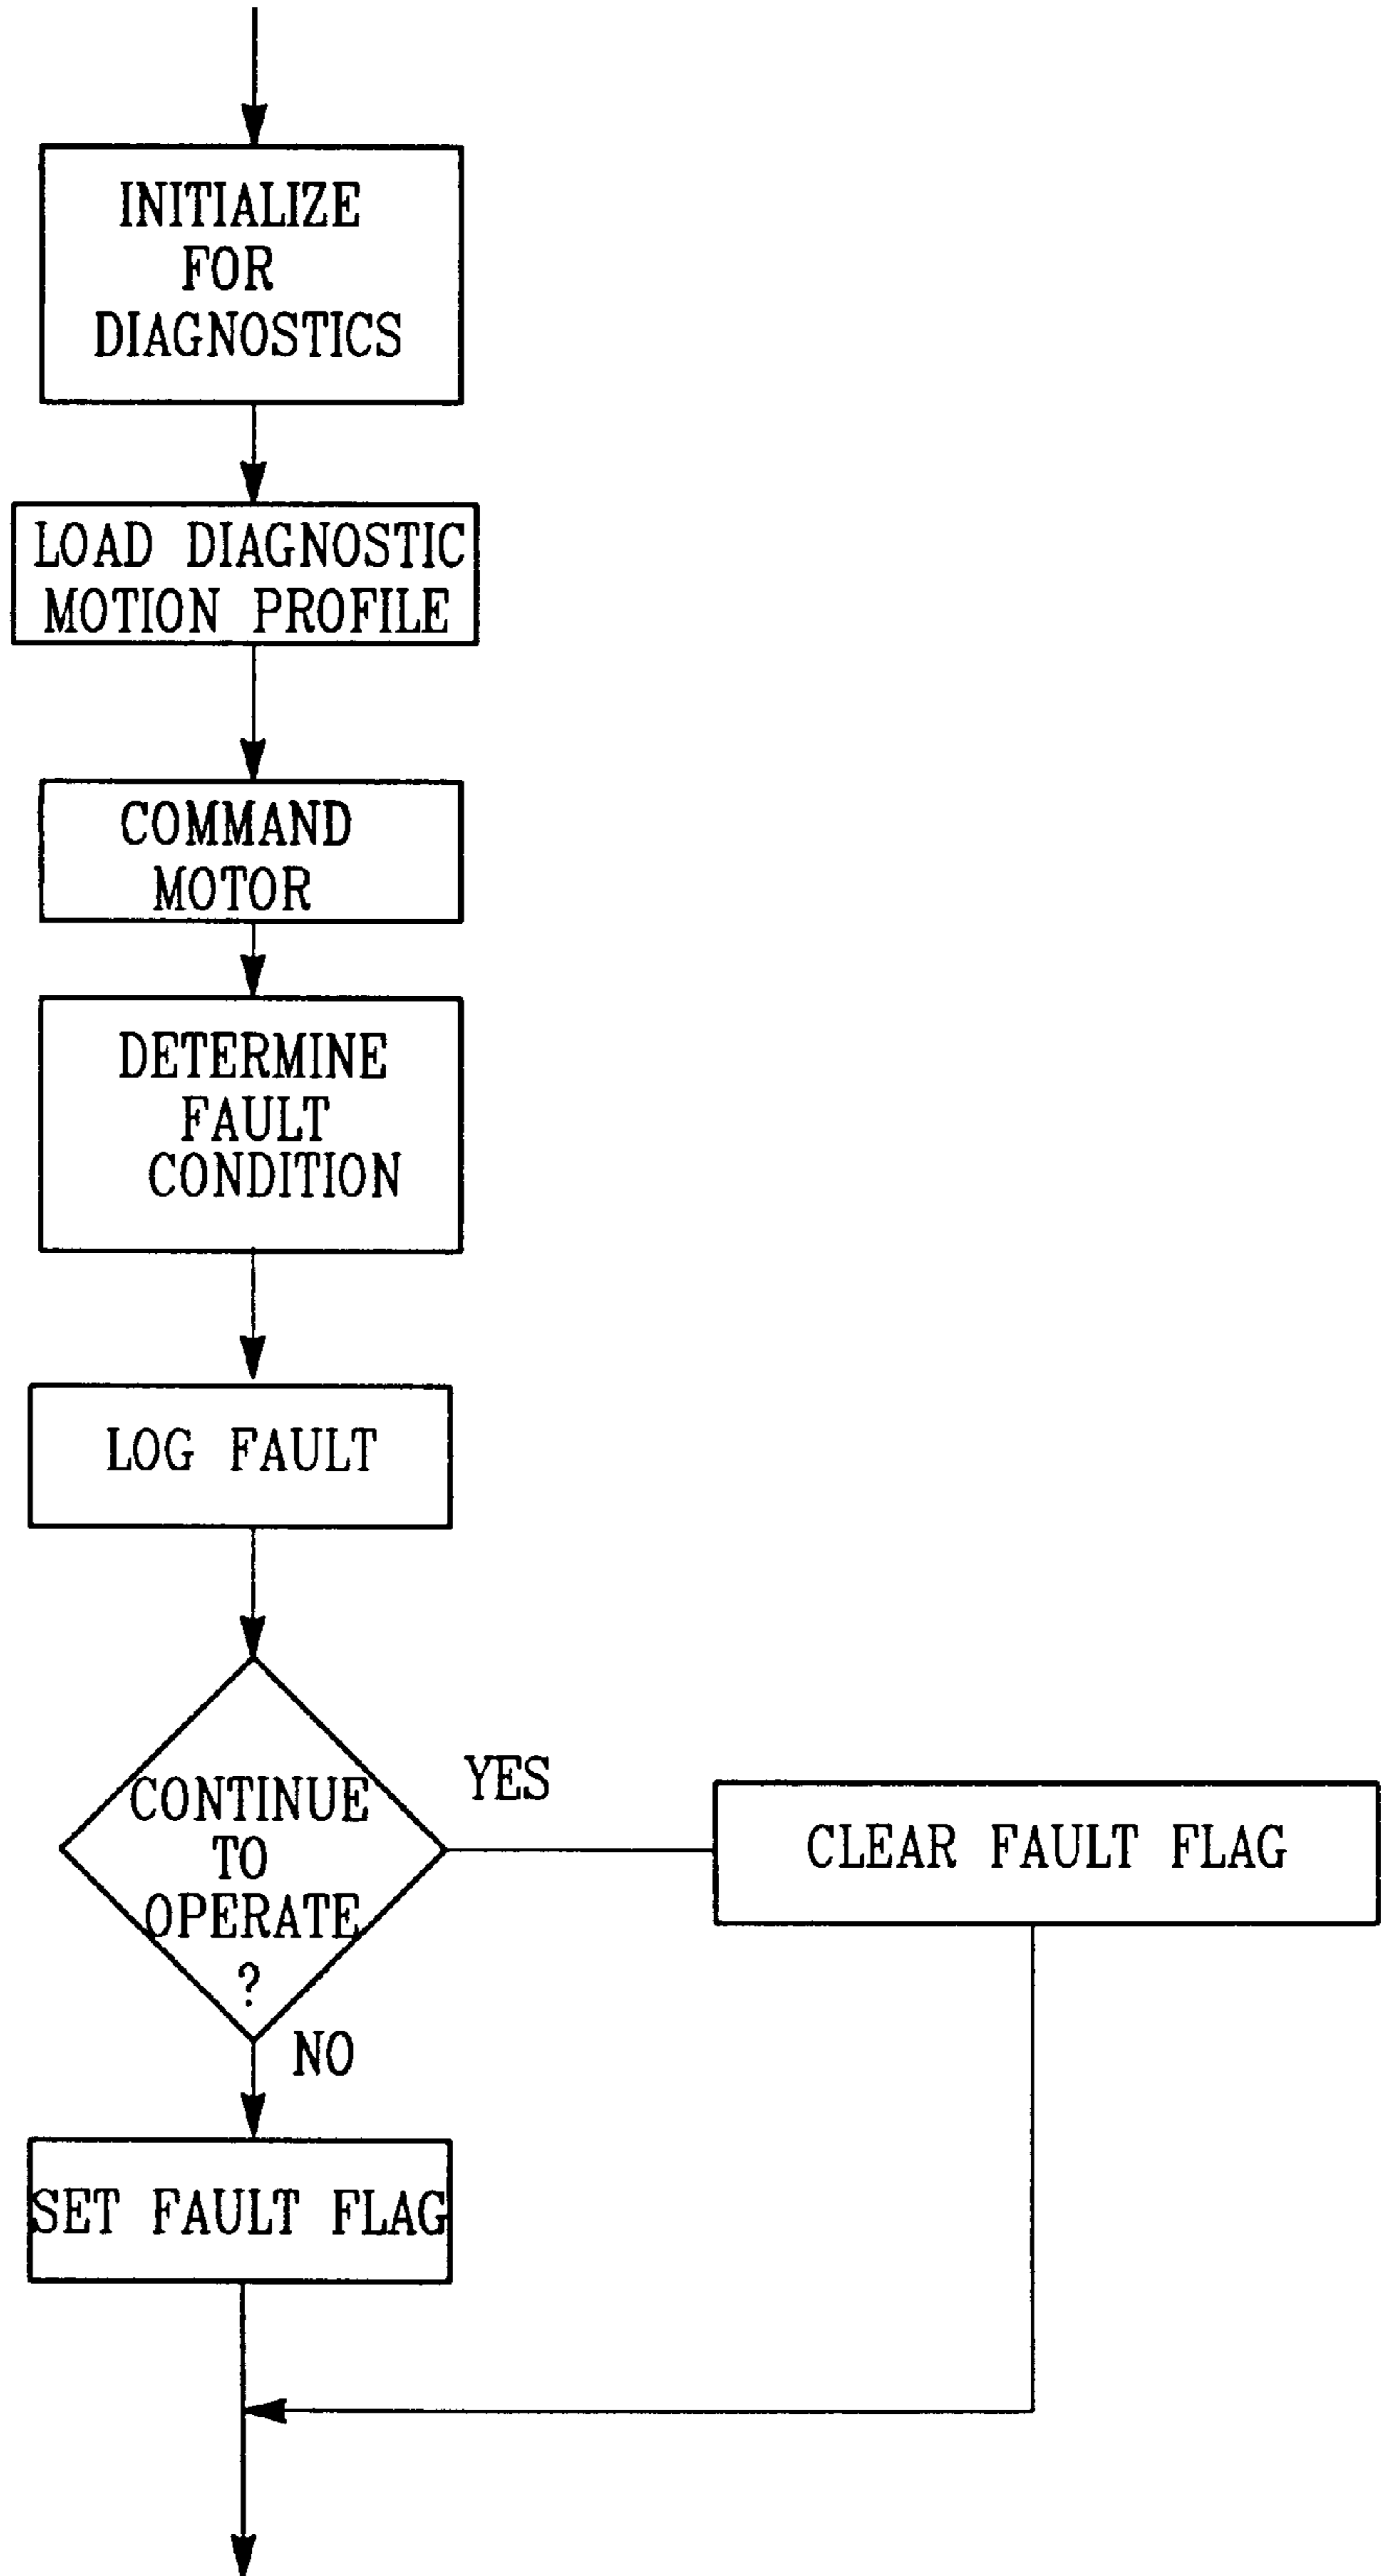 INITIALIZE
FOR
DIAGNOSTICS
LOAD DIAGNOSTIC
MOTION PROFILE
COMMAND
MOTOR
DETERMINE
FAULT
CONDITION
LOG FAULT
CONTINUE
TO
OPERATE
?
YES
CLEAR FAULT FLAG
NO
SET FAULT FLAG